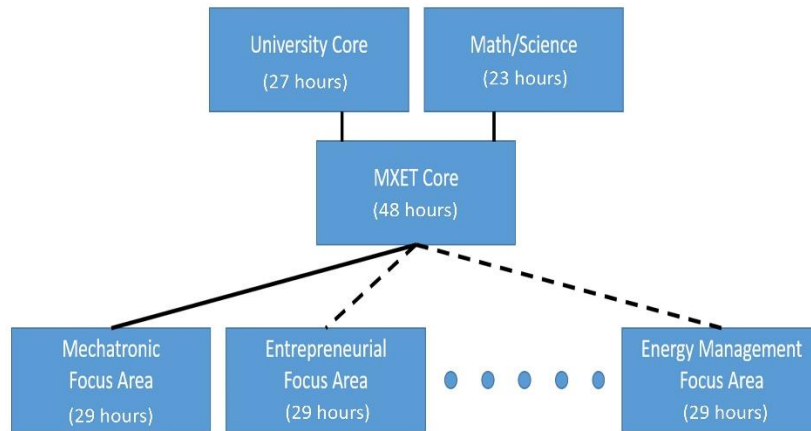 University Core
(27 hours)
Math/Science
(23 hours)
MXET Core
(48 hours)
Mechatronic
Focus Area
(29 hours)
Entrepreneurial
Focus Area
(29 hours)
Energy Management
Focus Area
(29 hours)